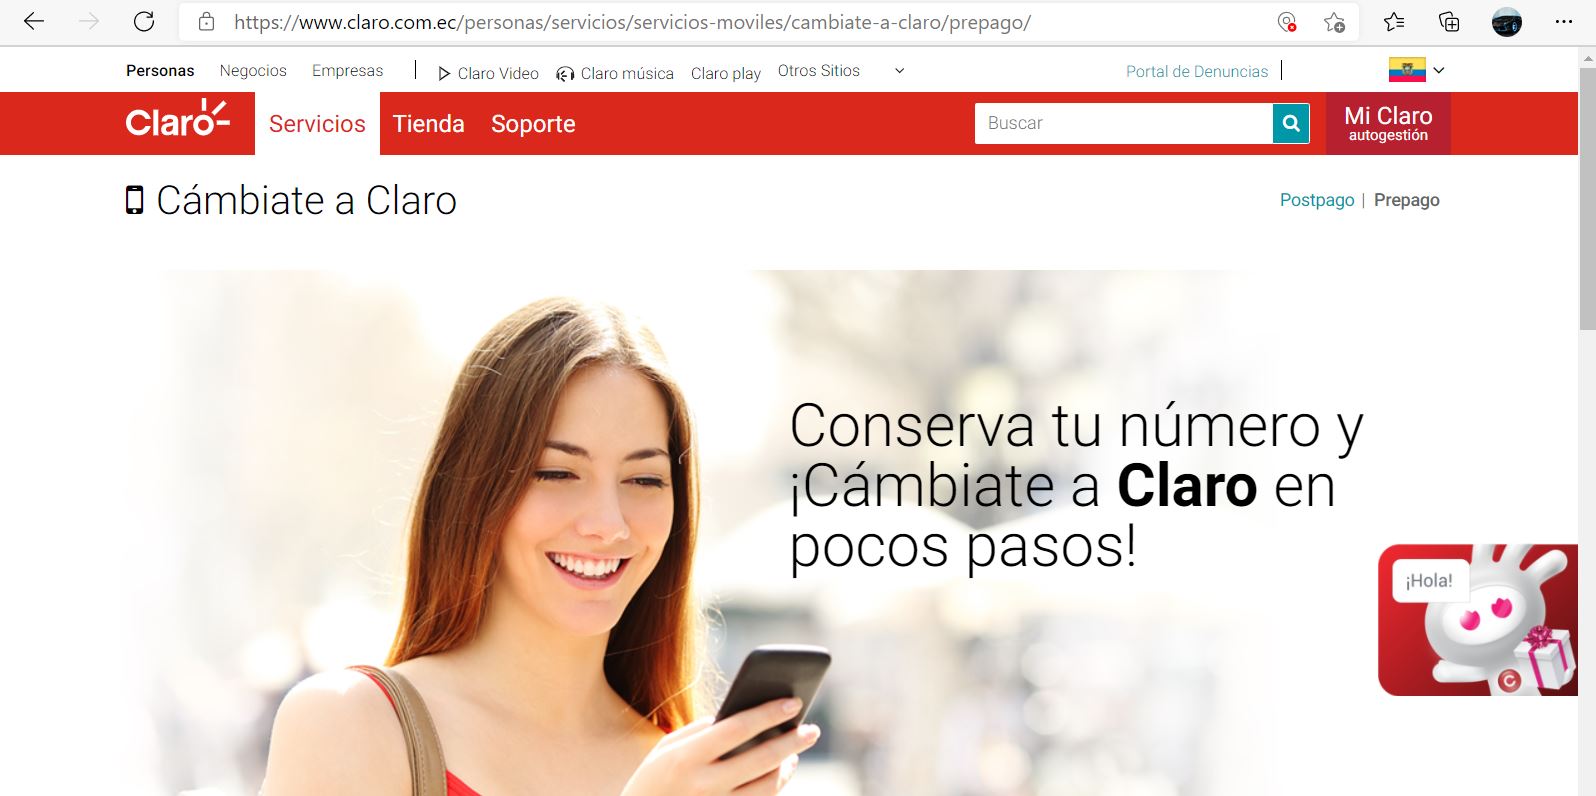 https://www.claro.com.ec/personas/servicios/servicios-moviles/cambiate-a-claro/prepago/
Personas Negocios Empresas Claro Video Claro música Claro play Otros Sitios Portal de Denuncias
Claro Servicios Tienda Soporte Buscar Mi Claro
autogestión
Cámbiate a Claro Postpago | Prepago
Conserva tu número y
¡Cámbiate a Claro en
pocos pasos!
¡Hola!
C